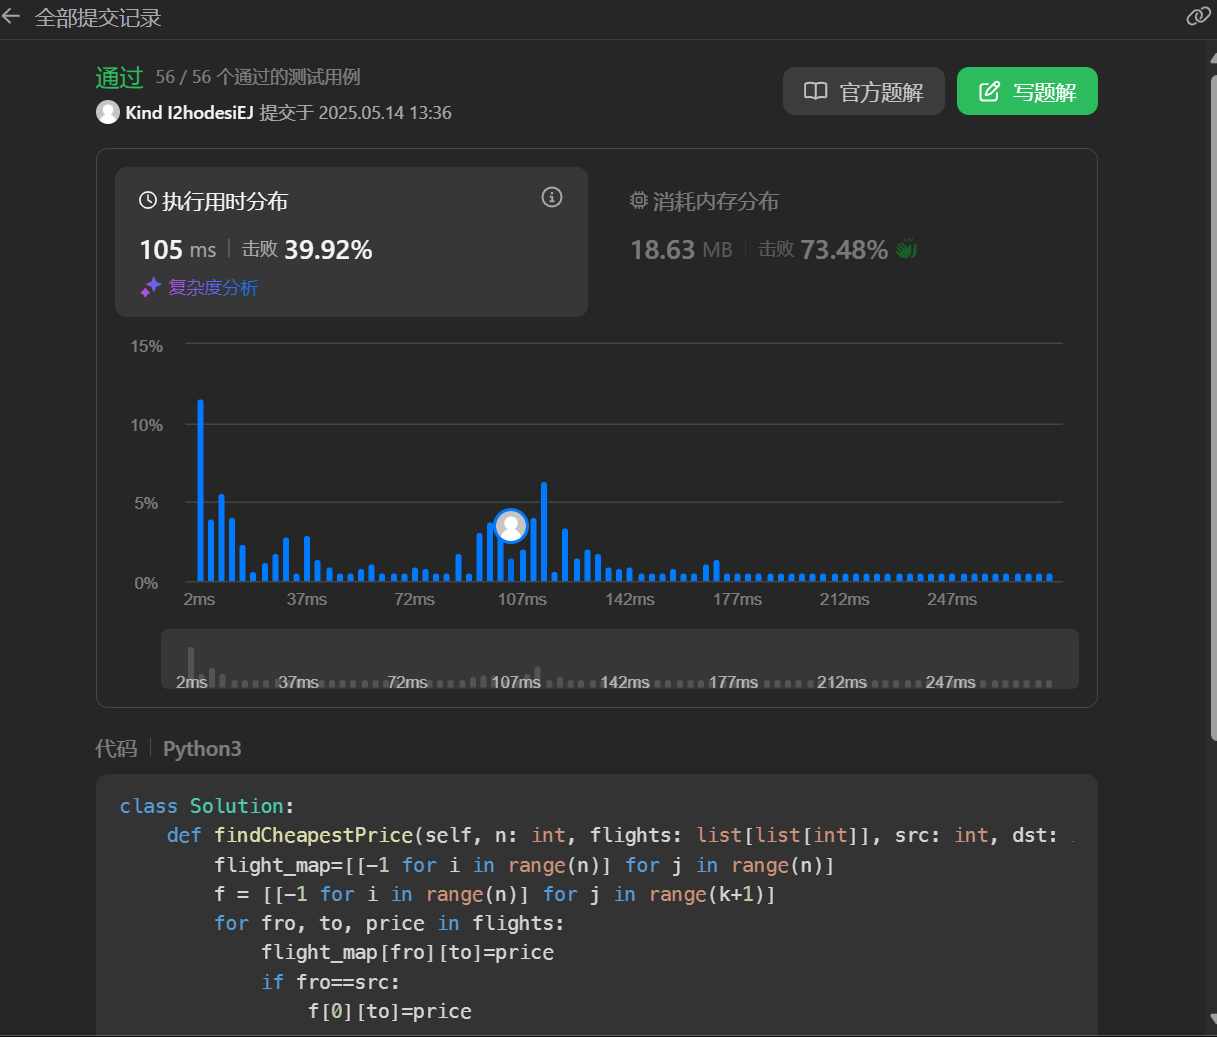 全部提交记录
通过 56 / 56 个通过的测试用例
Kind I2hodesiEJ 提交于 2025.05.14 13:36
官方题解
写题解
执行用时分布
105 ms 击败 39.92%
复杂度分析
消耗内存分布
18.63 MB 击败 73.48%
15%
10%
5%
0%
2ms 37ms 72ms 107ms 142ms 177ms 212ms 247ms
2ms 37ms 72ms 107ms 142ms 177ms 212ms 247ms
代码 Python3
class Solution:
    def findCheapestPrice(self, n: int, flights: list[list[int]], src: int, dst:
        flight_map=[[-1 for i in range(n)] for j in range(n)]
        f = [[-1 for i in range(n)] for j in range(k+1)]
        for fro, to, price in flights:
            flight_map[fro][to]=price
            if fro==src:
                f[0][to]=price